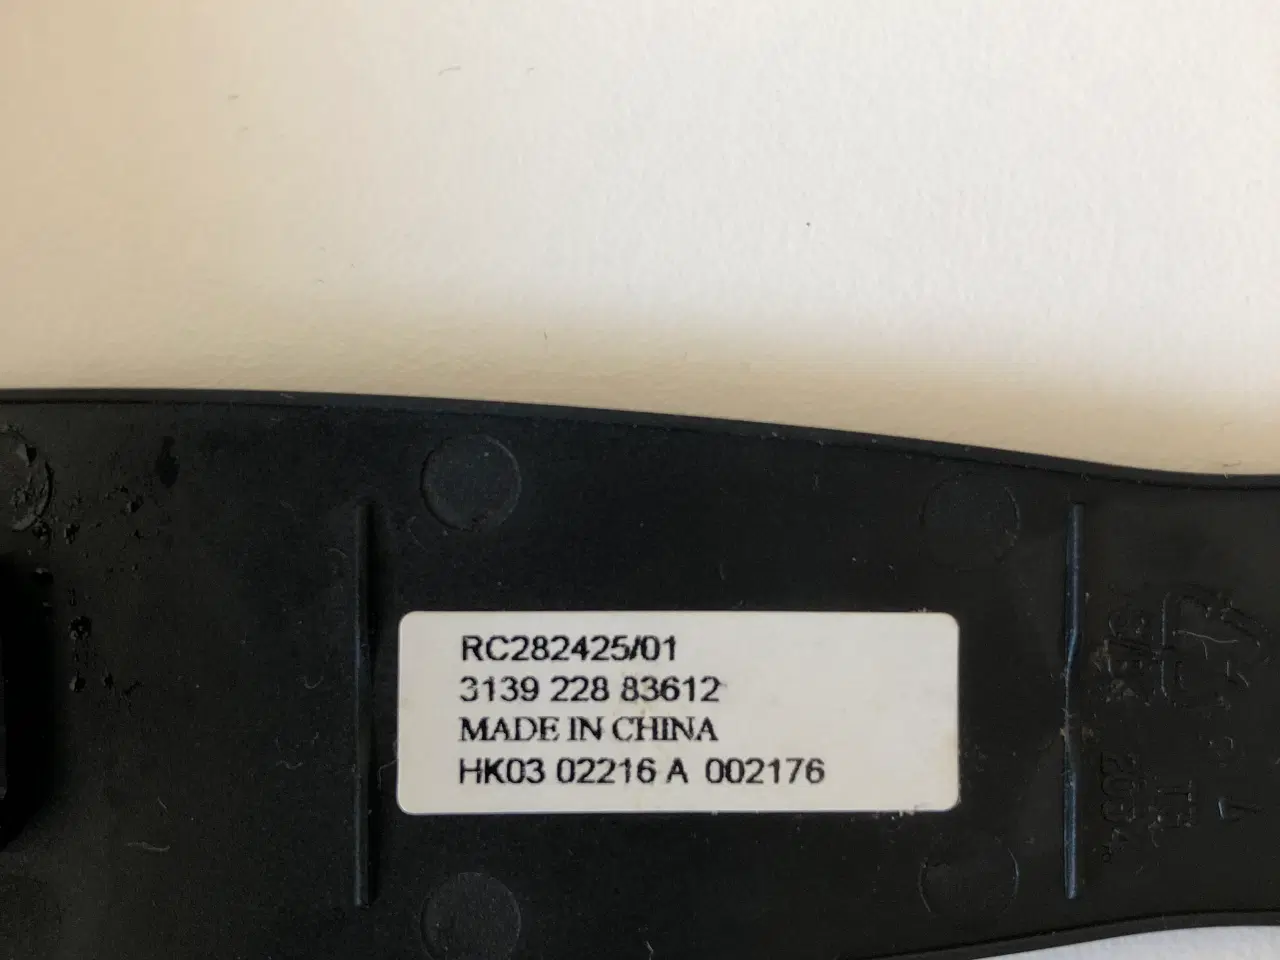 RC282425/01
3139 228 83612
MADE IN CHINA
HK03 02216 A 002176